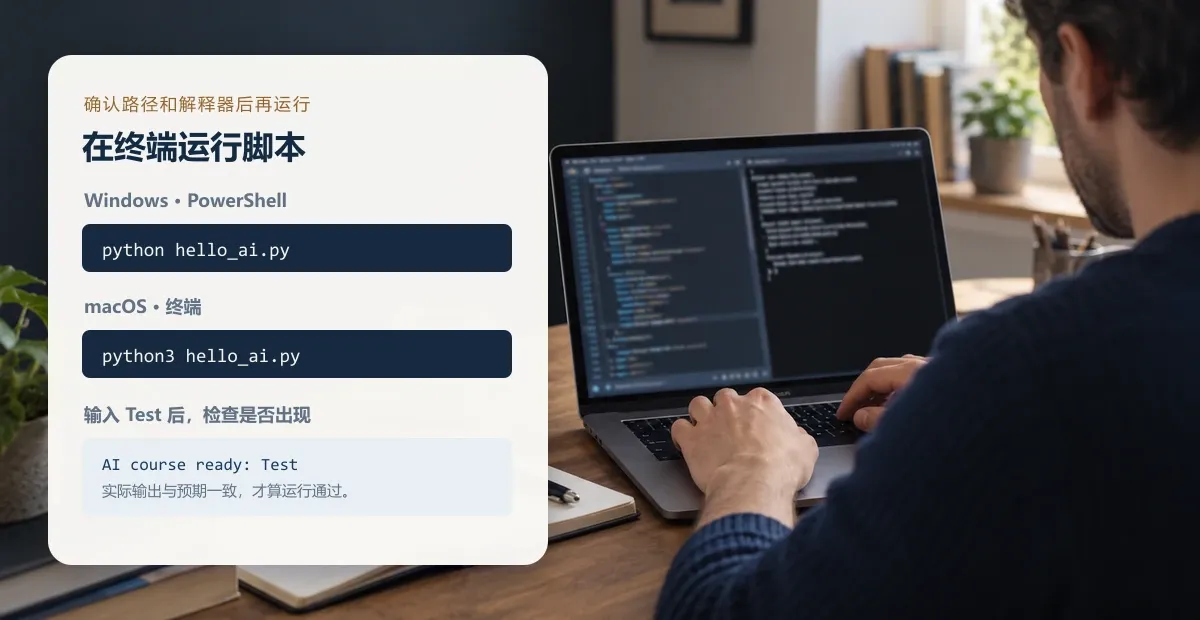 确认路径和解释器后再运行
在终端运行脚本
Windows • PowerShell
python hello_ai.py
macOS • 终端
python3 hello_ai.py
输入 Test 后，检查是否出现
AI course ready: Test
实际输出与预期一致，才算运行通过。